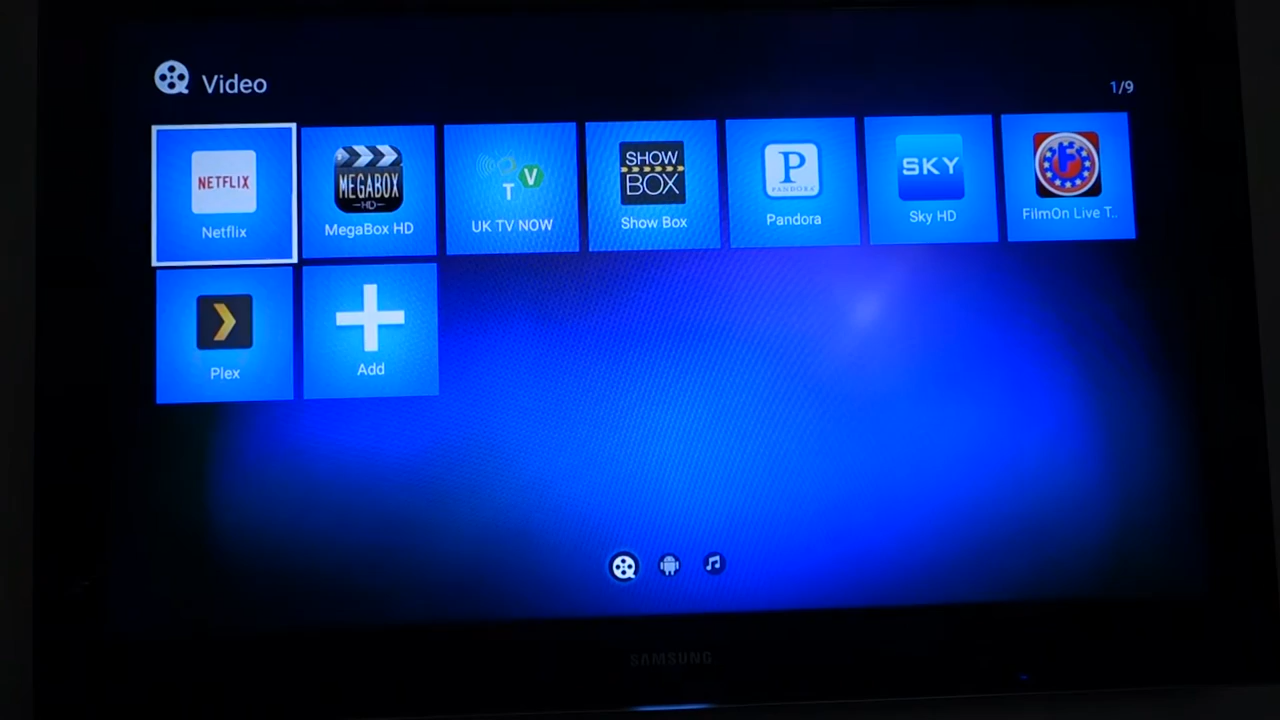 Video
1/9
NETFLIX
Netflix
MEGABOX
HD
MegaBox HD
T V
UK TV NOW
SHOW
BOX
Show Box
P
PANDORA
Pandora
SKY
Sky HD
F
FilmOn Live T..
Plex
Add
SAMSUNG